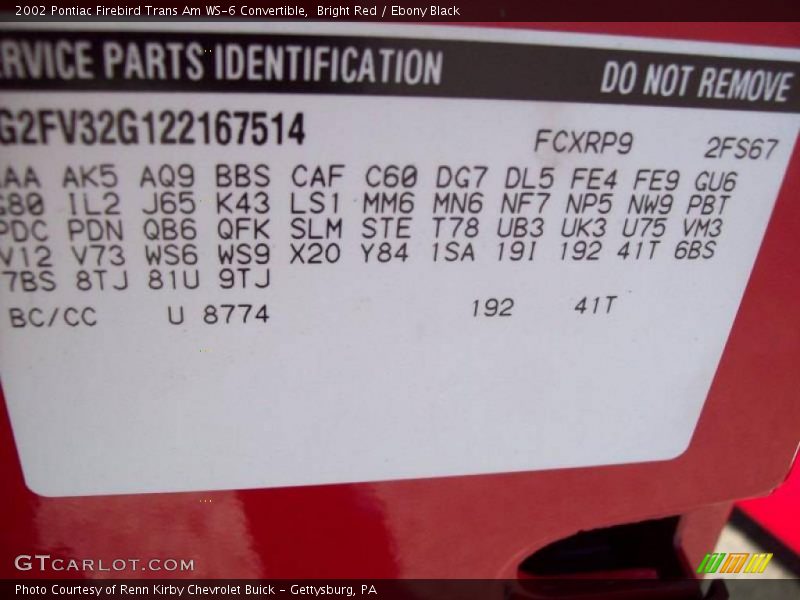 2002 Pontiac Firebird Trans Am WS-6 Convertible,  Bright Red / Ebony Black
SERVICE PARTS IDENTIFICATION DO NOT REMOVE
G2FV32G122167514 FCXRP9 2FS67
AAA AK5 AQ9 BBS CAF C60 DG7 DL5 FE4 FE9 GU6
G80 IL2 J65 K43 LS1 MM6 MN6 NF7 NP5 NW9 PBT
PDC PDN QB6 QFK SLM STE T78 UB3 UK3 U75 VM3
V12 V73 WS6 WS9 X20 Y84 1SA 19I 192 41T 6BS
7BS 8TJ 81U 9TJ
BC/CC U 8774 192 41T
GTCARLOT.COM
Photo Courtesy of Renn Kirby Chevrolet Buick - Gettysburg, PA